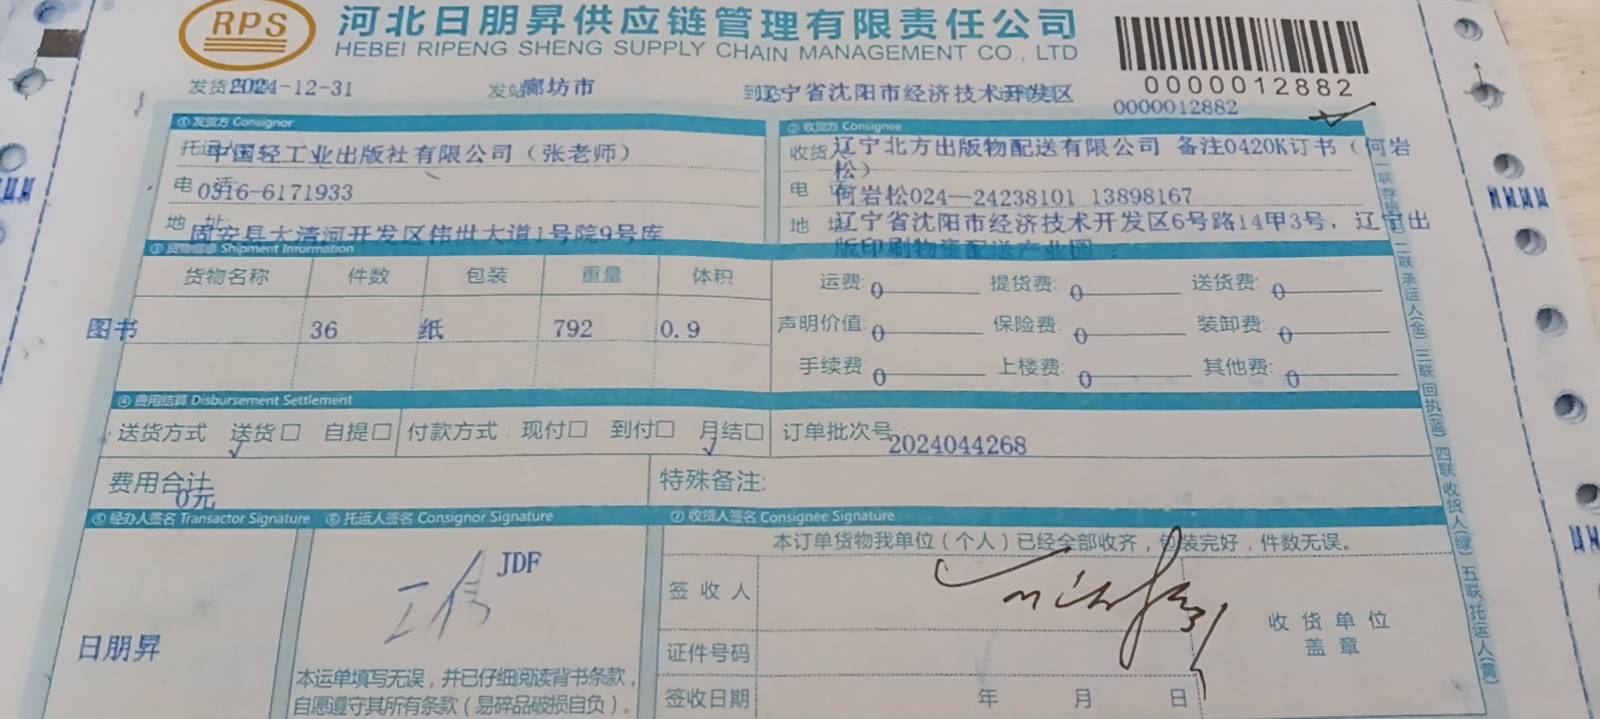 RPS
河北日朋昇供应链管理有限责任公司
HEBEI RIPENG SHENG SUPPLY CHAIN MANAGEMENT CO., LTD
0000012882
0000012882
发货 2024-12-31 发站 廊坊市 到 辽宁省沈阳市经济技术开发区
① 发货方 Consignor
托运人 中国轻工业出版社有限公司（张老师）
电 话 0316-6171933
地 址 固安县大清河开发区伟世大道1号院9号库
② 收货方 Consignee
收货 辽宁北方出版物配送有限公司 备注0420K订书（何岩
松）
电 话 何岩松024—24238101 13898167
地 址 辽宁省沈阳市经济技术开发区6号路14甲3号，辽宁出
版印刷物资配送产业园
③ 货物信息 Shipment Information
货物名称 件数 包装 重量 体积
图书 36 纸 792 0.9
运费: 0 提货费: 0 送货费: 0
声明价值: 0 保险费: 0 装卸费: 0
手续费: 0 上楼费: 0 其他费: 0
④ 费用结算 Disbursement Settlement
送货方式 送货☐ √ 自提☐ 付款方式: 现付☐ 到付☐ 月结☐ √ 订单批次号 2024044268
费用合计 0元 特殊备注:
⑤ 经办人签名 Transactor Signature ⑥ 托运人签名 Consignor Signature ⑦ 收货人签名 Consignee Signature
日朋昇
JDF
本运单填写无误，并已仔细阅读背书条款，
自愿遵守其所有条款（易碎品破损自负）。
本订单货物我单位（个人）已经全部收齐，包装完好，件数无误。
签收人
证件号码
签收日期 年 月 日
收货单位
盖章
一联存根 二联承运人(金) 三联回执(蓝) 四联收货人(绿) 五联托运人(黄)